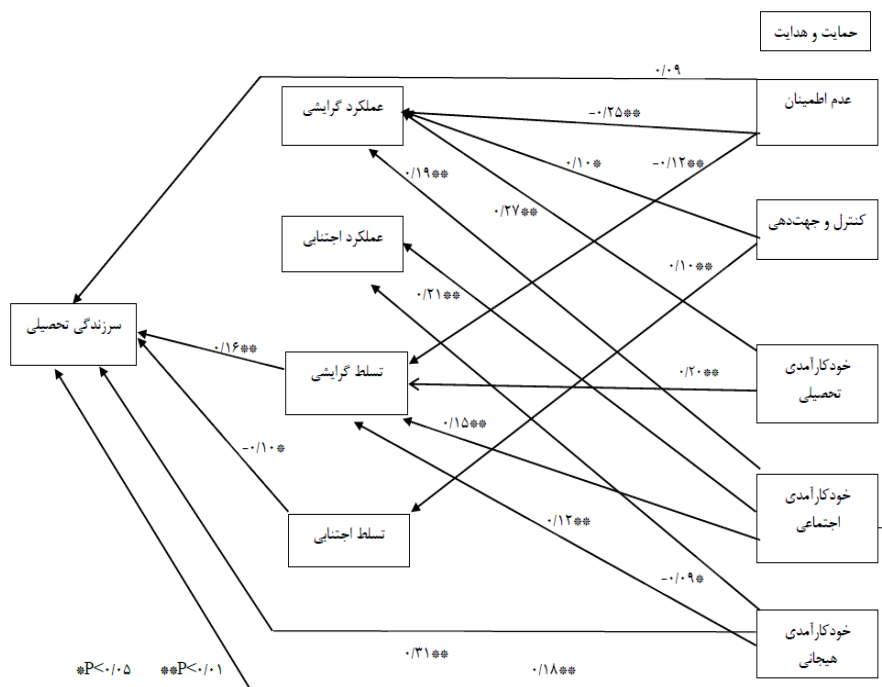 حمایت و هدایت
۰/۰۹
عدم اطمینان
عملکرد گرایشی
-۰/۲۵**
۰/۱۰*
-۰/۱۲**
۰/۱۹**
۰/۲۷**
کنترل و جهت‌دهی
عملکرد اجتنابی
۰/۱۰**
۰/۲۱**
سرزندگی تحصیلی
۰/۱۶**
تسلط گرایشی
۰/۲۰**
خودکارآمدی
تحصیلی
۰/۱۵**
-۰/۱۰*
خودکارآمدی
اجتماعی
تسلط اجتنابی
۰/۱۲**
-۰/۰۹*
خودکارآمدی
هیجانی
۰/۳۱**
۰/۱۸**
*P<۰/۰۵
**P<۰/۰۱